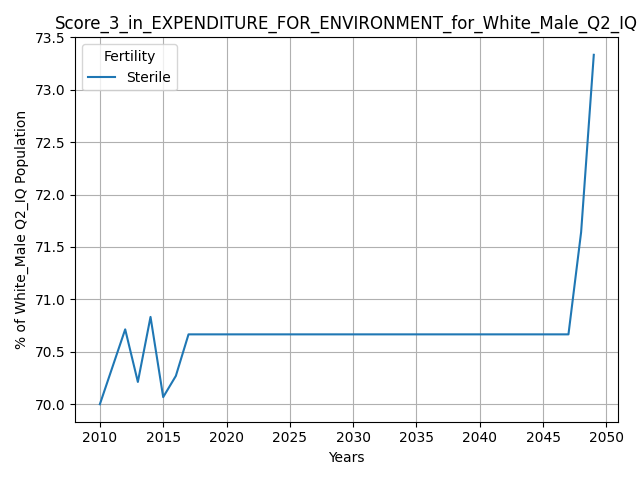 Score_3_in_EXPENDITURE_FOR_ENVIRONMENT_for_White_Male_Q2_IQ
73.5
73.0
72.5
72.0
71.5
71.0
70.5
70.0
% of White_Male Q2_IQ Population
Fertility
Sterile
2010 2015 2020 2025 2030 2035 2040 2045 2050
Years